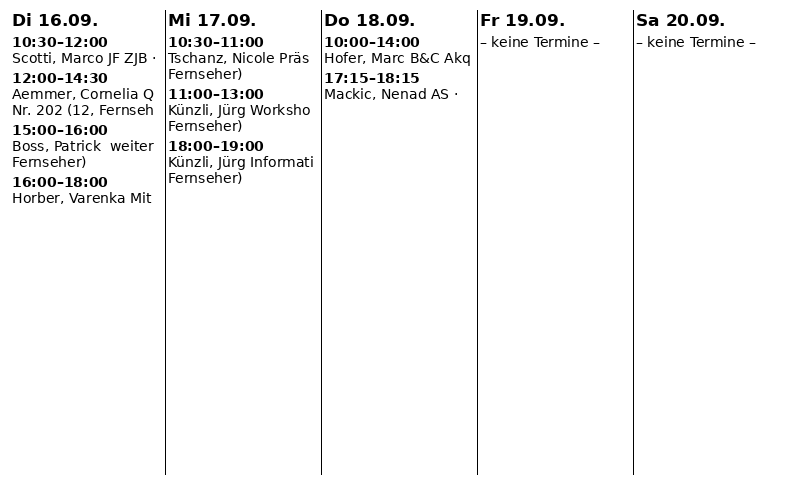 Di 16.09.
10:30–12:00
Scotti, Marco JF ZJB ·
12:00–14:30
Aemmer, Cornelia Q
Nr. 202 (12, Fernseh
15:00–16:00
Boss, Patrick  weiter
Fernseher)
16:00–18:00
Horber, Varenka Mit
Mi 17.09.
10:30–11:00
Tschanz, Nicole Präs
Fernseher)
11:00–13:00
Künzli, Jürg Worksho
Fernseher)
18:00–19:00
Künzli, Jürg Informati
Fernseher)
Do 18.09.
10:00–14:00
Hofer, Marc B&C Akq
17:15–18:15
Mackic, Nenad AS ·
Fr 19.09.
– keine Termine –
Sa 20.09.
– keine Termine –